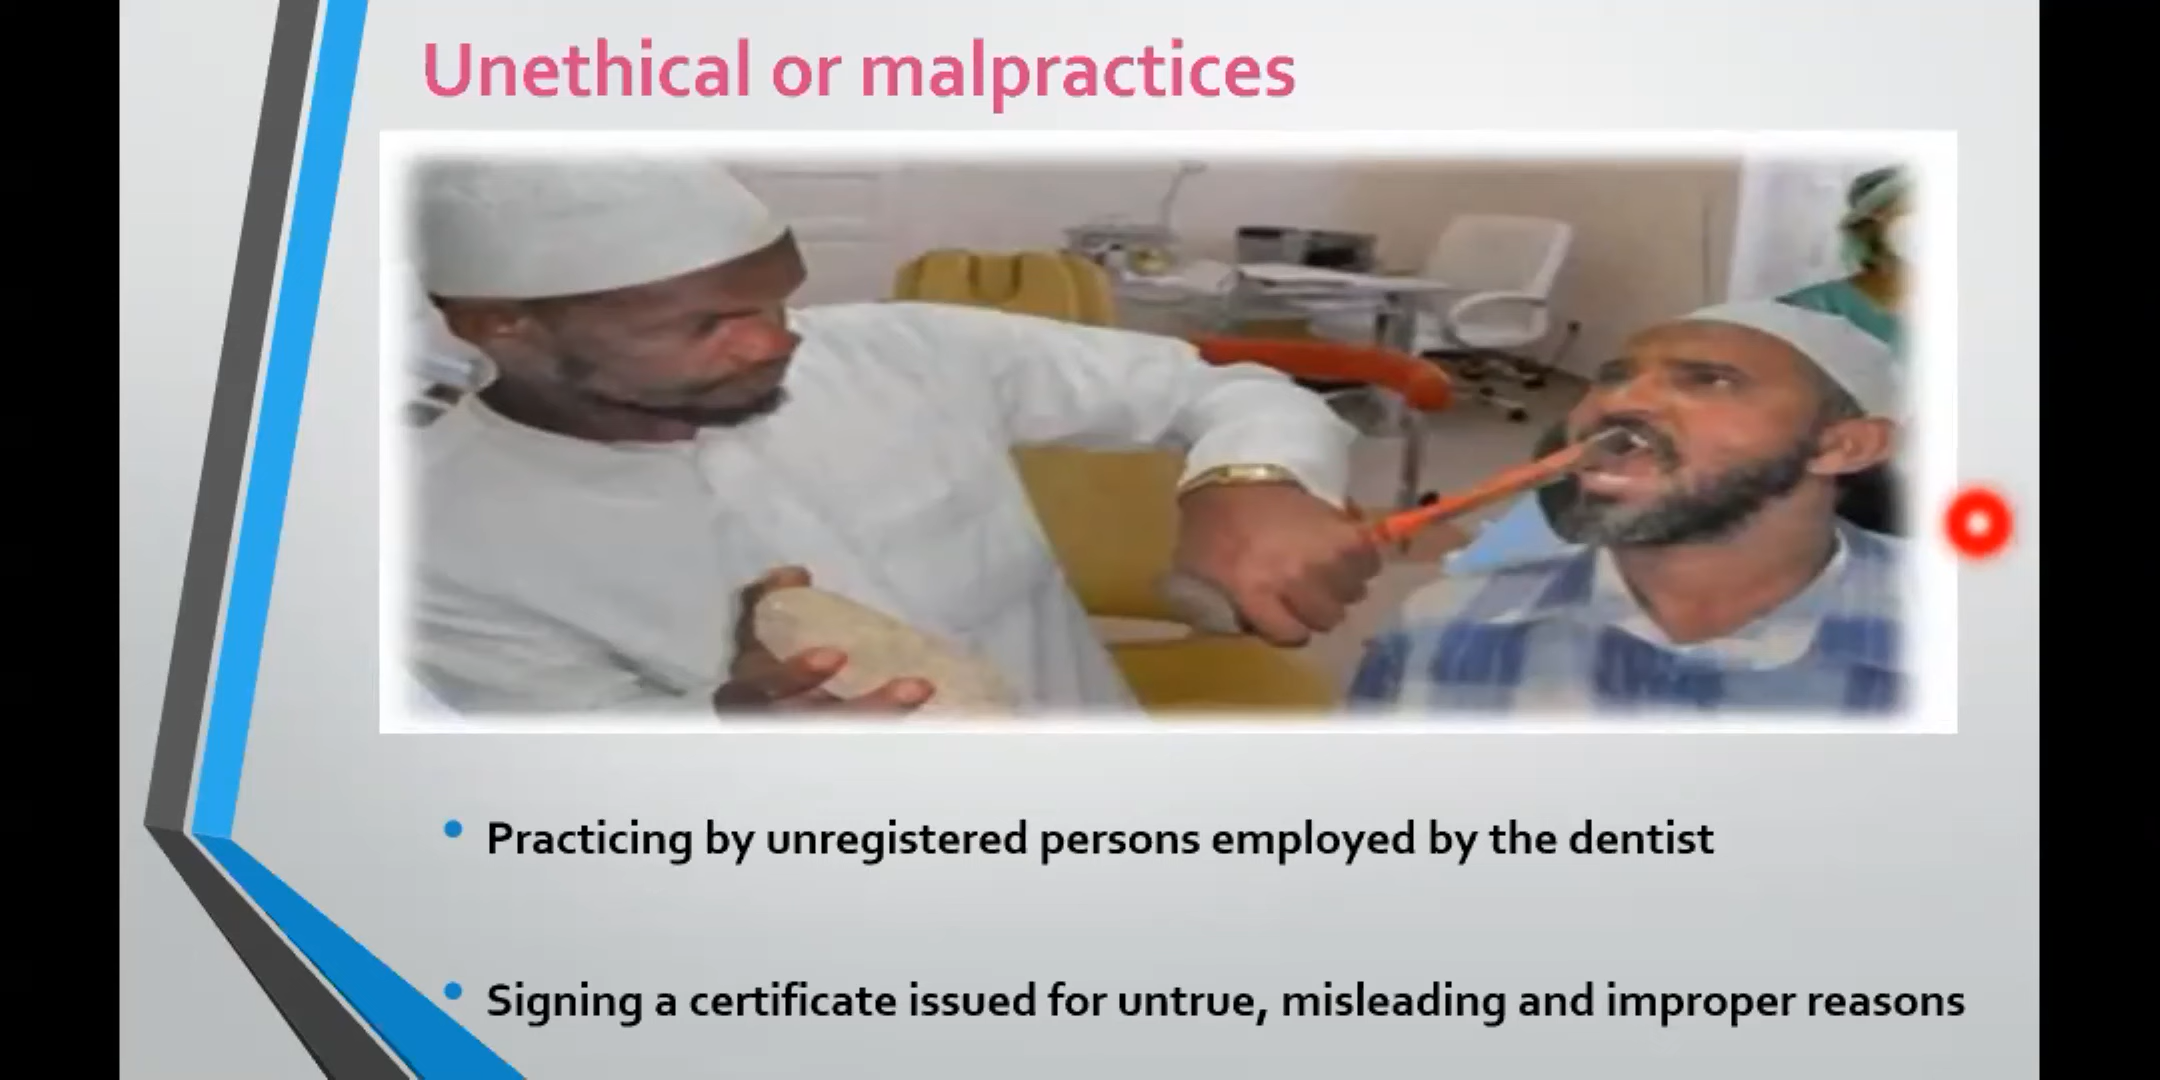 Unethical or malpractices
Practicing by unregistered persons employed by the dentist
Signing a certificate issued for untrue, misleading and improper reasons